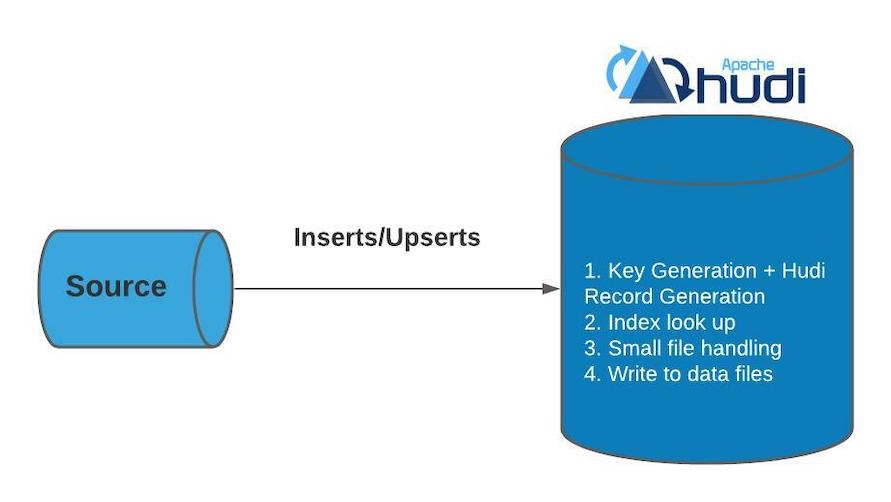 Apache
hudi
Inserts/Upserts
Source
1. Key Generation + Hudi
Record Generation
2. Index look up
3. Small file handling
4. Write to data files